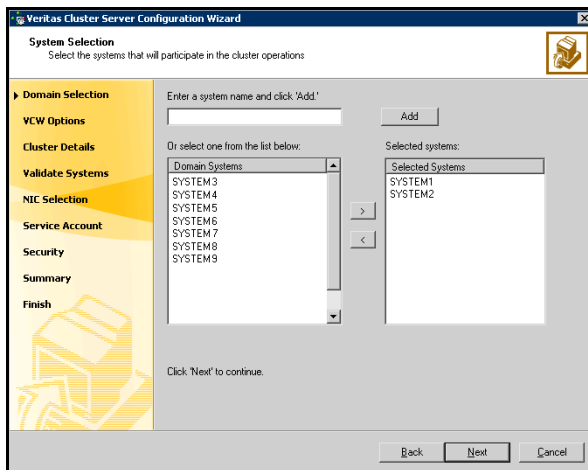 Veritas Cluster Server Configuration Wizard
System Selection
Select the systems that will participate in the cluster operations
Domain Selection
VCW Options
Cluster Details
Validate Systems
NIC Selection
Service Account
Security
Summary
Finish
Enter a system name and click 'Add.'
Add
Or select one from the list below:
Domain Systems
SYSTEM3
SYSTEM4
SYSTEM5
SYSTEM6
SYSTEM7
SYSTEM8
SYSTEM9
>
<
Selected systems:
Selected Systems
SYSTEM1
SYSTEM2
Click 'Next' to continue.
Back
Next
Cancel